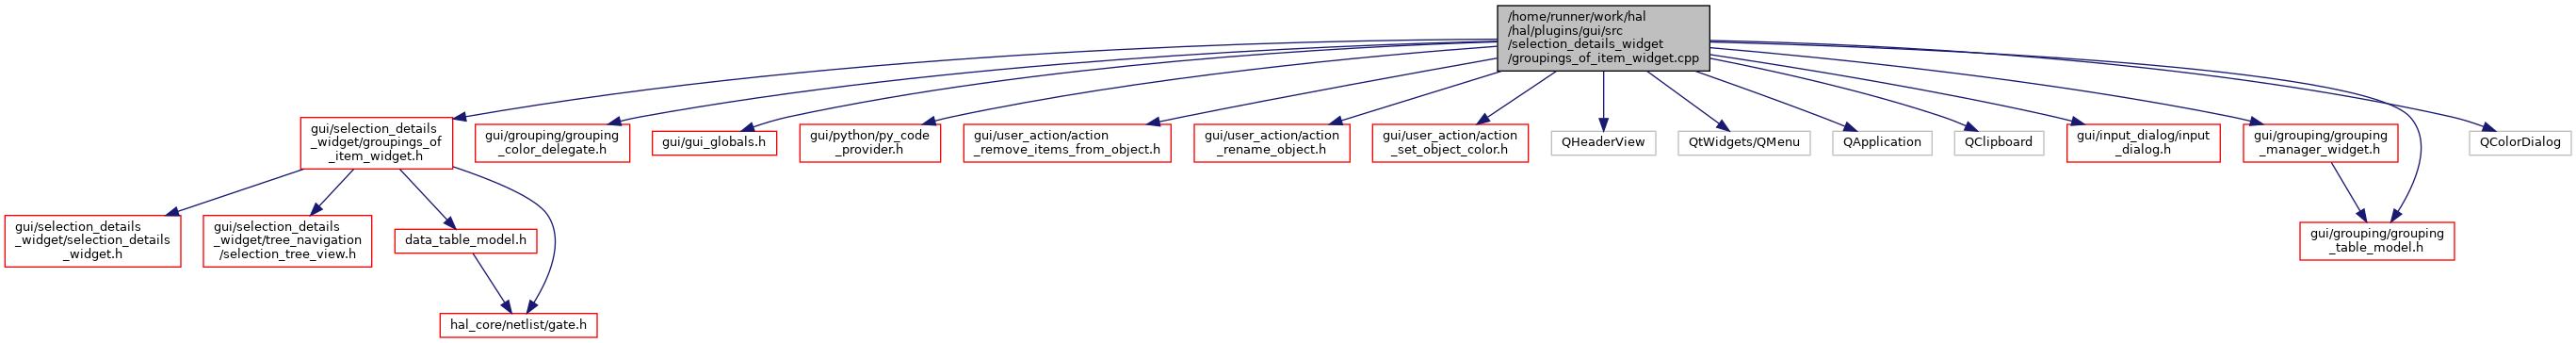 /home/runner/work/hal
/hal/plugins/gui/src
/selection_details_widget
/groupings_of_item_widget.cpp
gui/selection_details
_widget/groupings_of
_item_widget.h
gui/grouping/grouping
_color_delegate.h
gui/gui_globals.h
gui/python/py_code
_provider.h
gui/user_action/action
_remove_items_from_object.h
gui/user_action/action
_rename_object.h
gui/user_action/action
_set_object_color.h
QHeaderView
QtWidgets/QMenu
QApplication
QClipboard
gui/input_dialog/input
_dialog.h
gui/grouping/grouping
_manager_widget.h
QColorDialog
gui/selection_details
_widget/selection_details
_widget.h
gui/selection_details
_widget/tree_navigation
/selection_tree_view.h
data_table_model.h
gui/grouping/grouping
_table_model.h
hal_core/netlist/gate.h